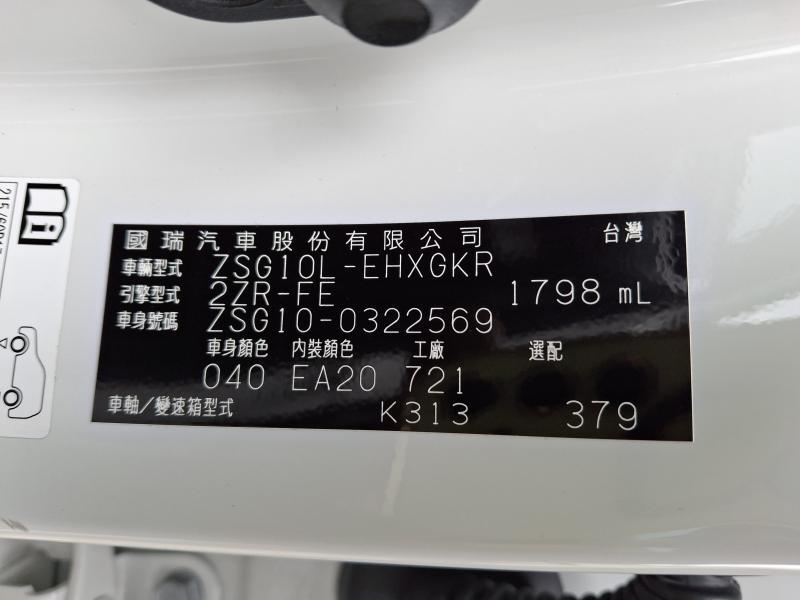 國瑞汽車股份有限公司 台灣
車輛型式 ZSG10L-EHXGKR
引擎型式 2ZR-FE 1798 mL
車身號碼 ZSG10-0322569
車身顏色 內裝顏色 工廠 選配
040 EA20 721
車軸/變速箱型式 K313 379